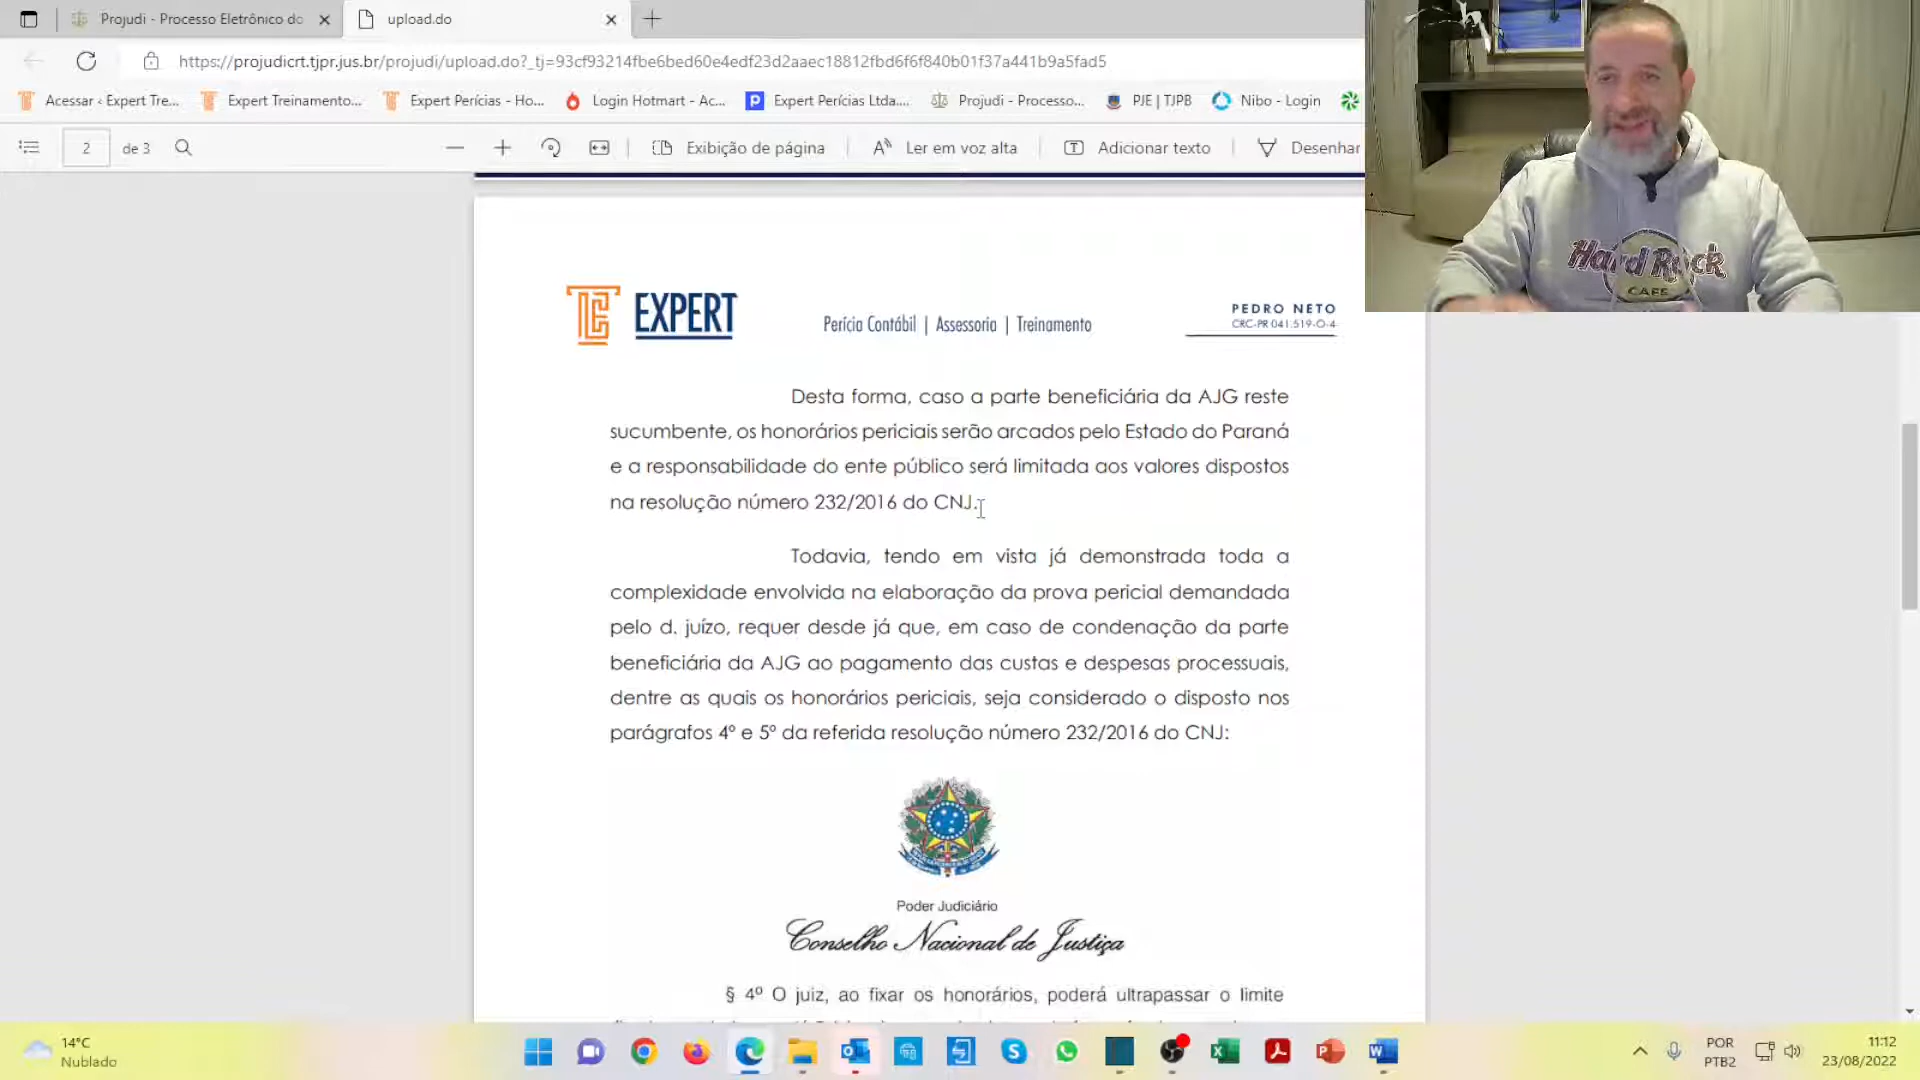 Projudi - Processo Eletrônico do
upload.do
https://projudicrt.tjpr.jus.br/projudi/upload.do?_tj=93cf93214fbe6bed60e4edf23d2aaec18812fbd6f6f840b01f37a441b9a5fad5
Acessar ‹ Expert Tre...
Expert Treinamento...
Expert Perícias - Ho...
Login Hotmart - Ac...
Expert Perícias Ltda....
Projudi - Processo...
PJE | TJPB
Nibo - Login
2 de 3
Exibição de página
Ler em voz alta
Adicionar texto
Desenhar
Hard Rock
CAFE
EXPERT
Perícia Contábil | Assessoria | Treinamento
PEDRO NETO
CRC-PR 041.519-O-4
Desta forma, caso a parte beneficiária da AJG reste
sucumbente, os honorários periciais serão arcados pelo Estado do Paraná
e a responsabilidade do ente público será limitada aos valores dispostos
na resolução número 232/2016 do CNJ.
Todavia, tendo em vista já demonstrada toda a
complexidade envolvida na elaboração da prova pericial demandada
pelo d. juízo, requer desde já que, em caso de condenação da parte
beneficiária da AJG ao pagamento das custas e despesas processuais,
dentre as quais os honorários periciais, seja considerado o disposto nos
parágrafos 4º e 5º da referida resolução número 232/2016 do CNJ:
Poder Judiciário
Conselho Nacional de Justiça
§ 4º O juiz, ao fixar os honorários, poderá ultrapassar o limite
14°C
Nublado
POR
PTB2
11:12
23/08/2022